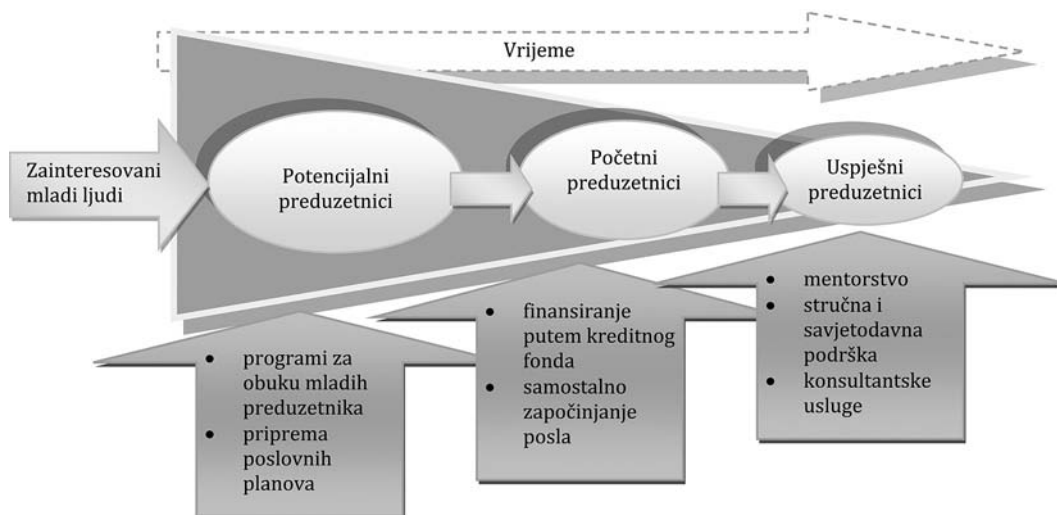 Vrijeme
Zainteresovani
mladi ljudi
Potencijalni
preduzetnici
Početni
preduzetnici
Uspješni
preduzetnici
• programi za
obuku mladih
preduzetnika
• priprema
poslovnih
planova
• finansiranje
putem kreditnog
fonda
• samostalno
započinjanje
posla
• mentorstvo
• stručna i
savjetodavna
podrška
• konsultantske
usluge